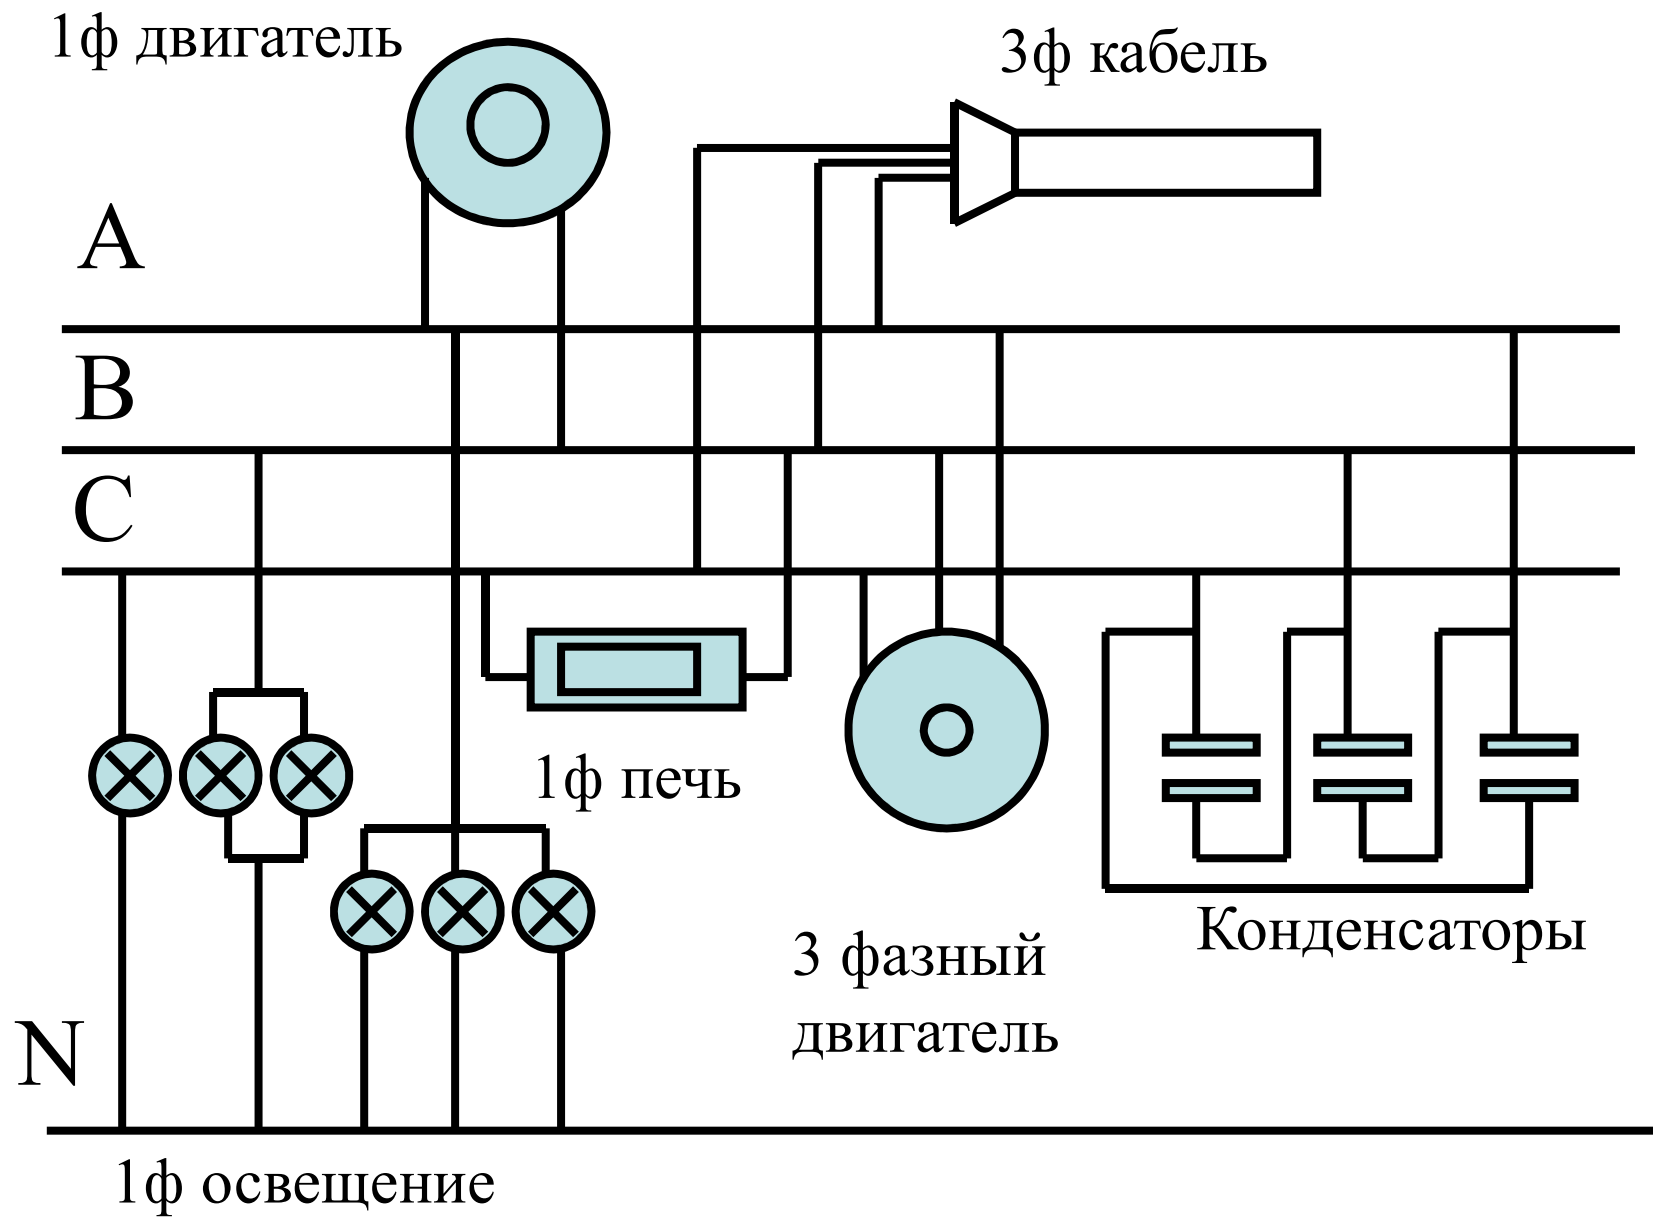 1ф двигатель
3ф кабель
A
B
C
1ф печь
Конденсаторы
3 фазный
двигатель
N
1ф освещение